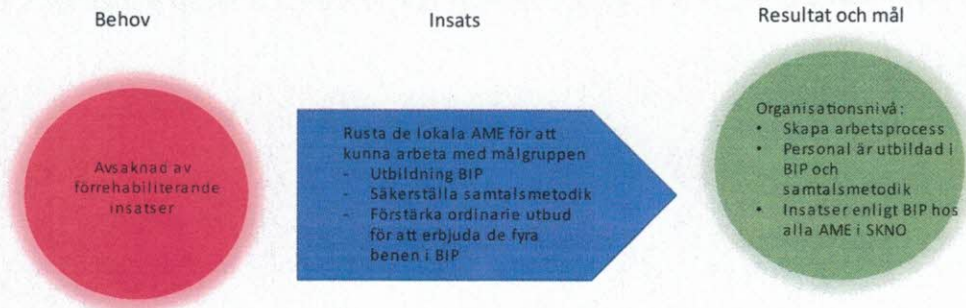 Behov
Insats
Resultat och mål
Avsaknad av
förrehabiliterande
insatser
Rusta de lokala AME för att
kunna arbeta med målgruppen
- Utbildning BIP
- Säkerställa samtalsmetodik
- Förstärka ordinarie utbud
för att erbjuda de fyra
benen i BIP
Organisationsnivå:
• Skapa arbetsprocess
• Personal är utbildad i
BIP och
samtalsmetodik
• Insatser enligt BIP hos
alla AME i SKNO